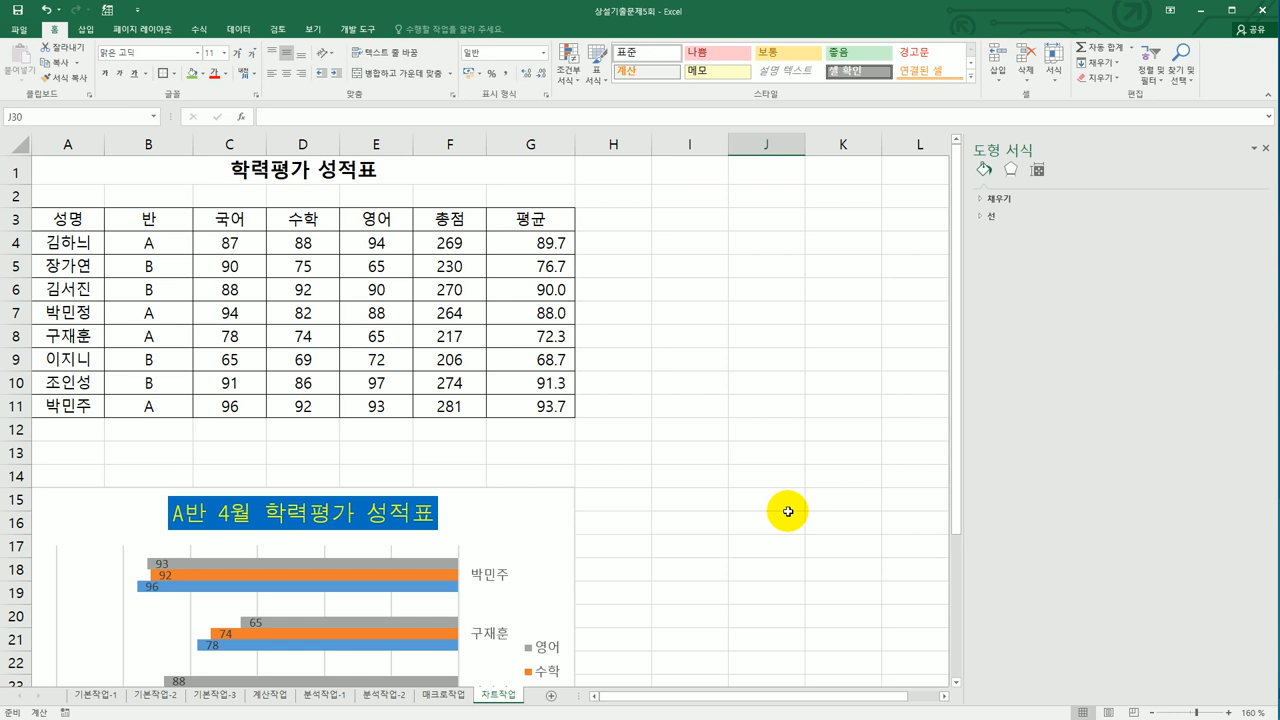 상설기출문제5회 - Excel
파일 홈 삽입 페이지 레이아웃 수식 데이터 검토 보기 개발 도구 수행할 작업을 알려 주세요. 공유
붙여넣기 잘라내기 맑은 고딕 11 텍스트 줄 바꿈 일반 조건부 서식 표 서식 표준 나쁨 보통 좋음 경고문 삽입 삭제 서식 자동 합계 정렬 및 필터 찾기 및 선택
복사 채우기
서식 복사 가 가 가 병합하고 가운데 맞춤 % 계산 메모 설명 텍스트 셀 확인 연결된 셀 지우기
클립보드 글꼴 맞춤 표시 형식 스타일 셀 편집
J30 fx
A B C D E F G H I J K L
도형 서식
채우기
선
1 학력평가 성적표
2
3 성명 반 국어 수학 영어 총점 평균
4 김하늬 A 87 88 94 269 89.7
5 장가연 B 90 75 65 230 76.7
6 김서진 B 88 92 90 270 90.0
7 박민정 A 94 82 88 264 88.0
8 구재훈 A 78 74 65 217 72.3
9 이지니 B 65 69 72 206 68.7
10 조인성 B 91 86 97 274 91.3
11 박민주 A 96 92 93 281 93.7
12
13
14
15
16
17
18
19
20
21
22
23
A반 4월 학력평가 성적표
93
92 박민주
96
65
74 구재훈
78
영어
수학
88
기본작업-1 기본작업-2 기본작업-3 계산작업 분석작업-1 분석작업-2 매크로작업 차트작업
준비 계산 160 %